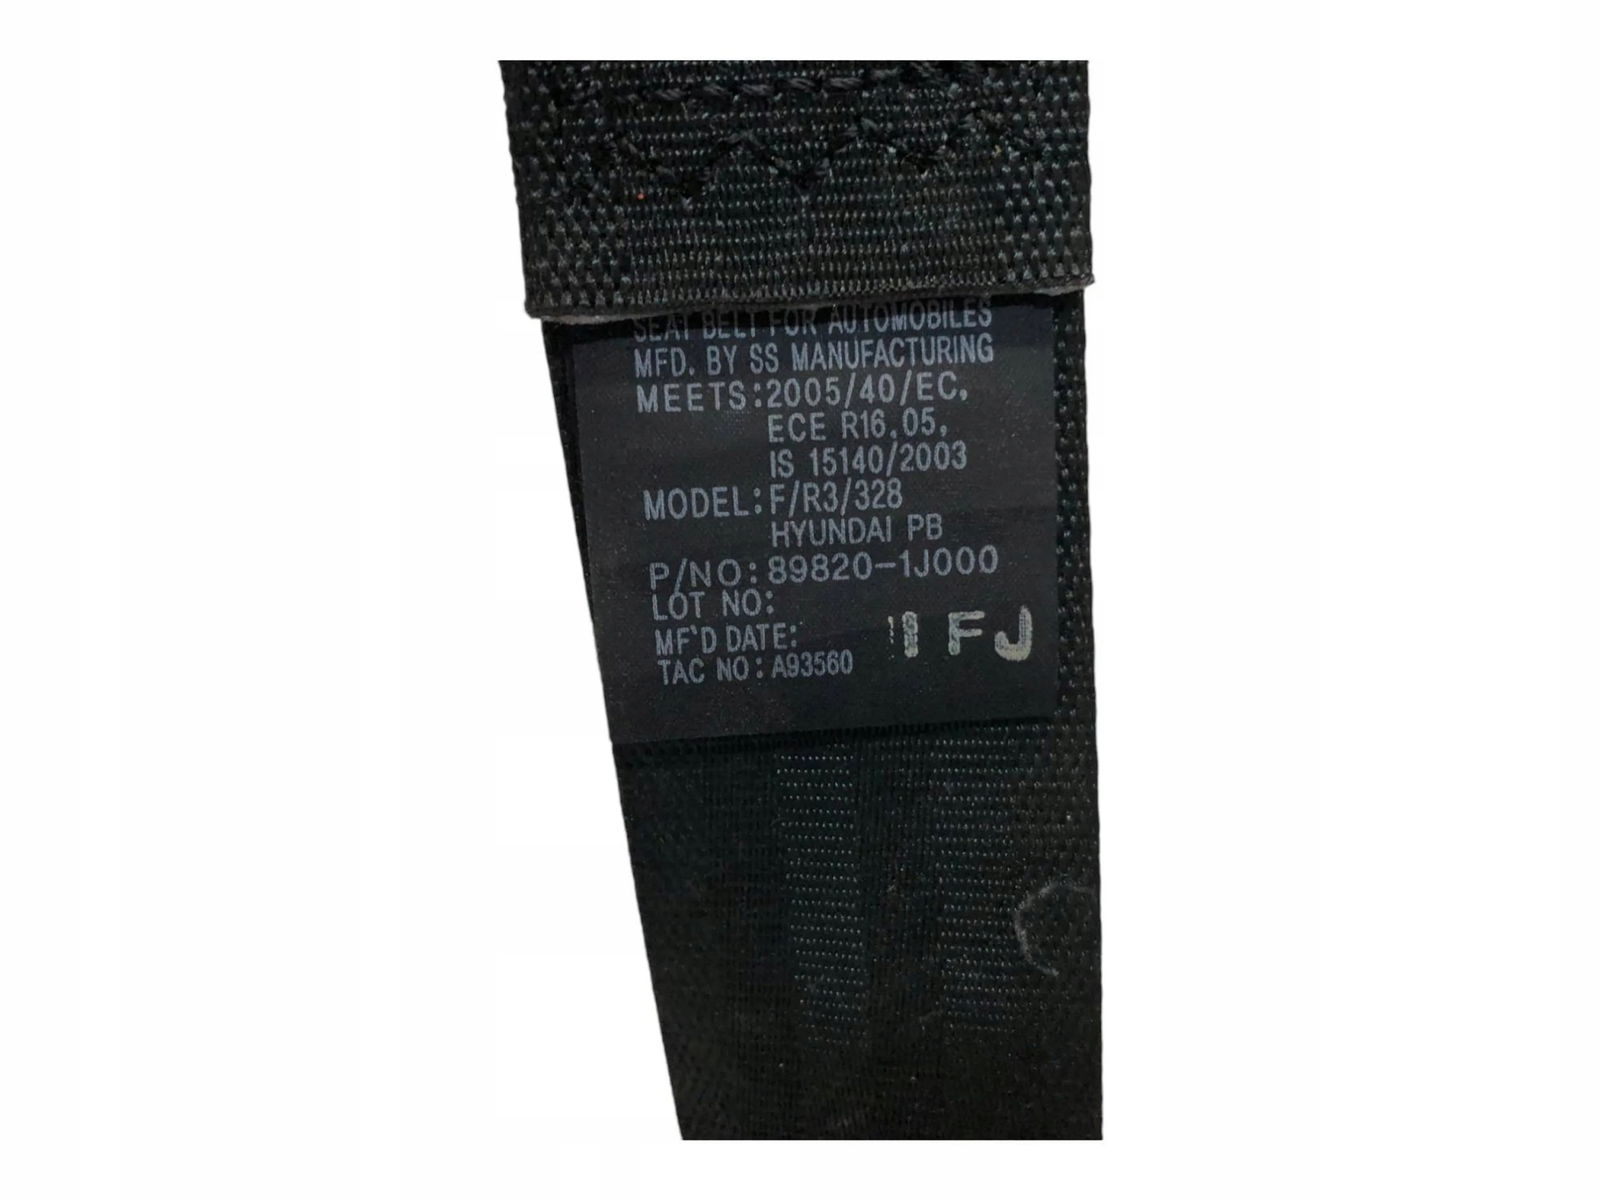 SEAT BELT FOR AUTOMOBILES
MFD. BY SS MANUFACTURING
MEETS:2005/40/EC,
ECE R16.05,
IS 15140/2003
MODEL:F/R3/328
HYUNDAI PB
P/NO:89820-1J000
LOT NO:
MF'D DATE: FJ
TAC NO:A93560